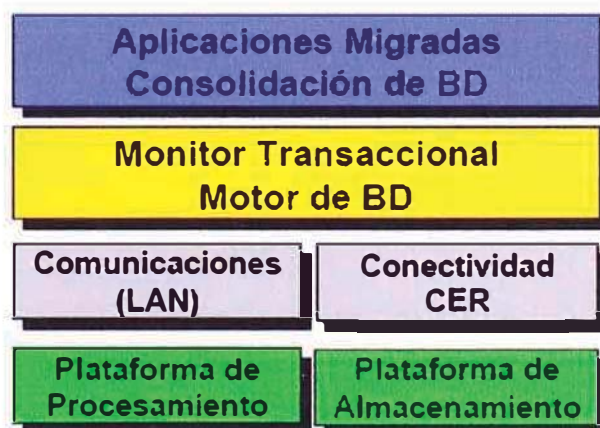 Aplicaciones Migradas
Consolidación de BD
Monitor Transaccional
Motor de BD
Comunicaciones
(LAN)
Conectividad
CER
Plataforma de
Procesamiento
Plataforma de
Almacenamiento